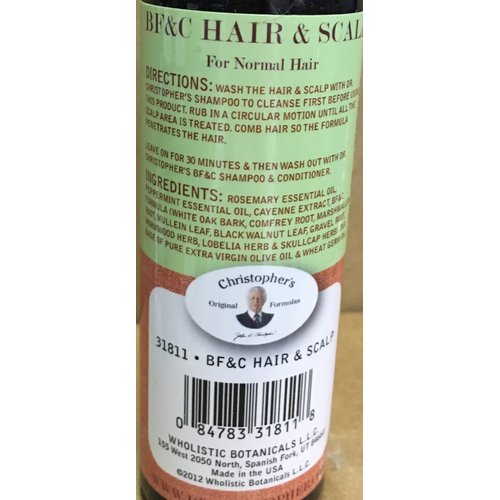 BF&C HAIR & SCAL
For Normal Hair
DIRECTIONS: WASH THE HAIR & SCALP WITH DR.
CHRISTOPHER'S SHAMPOO TO CLEANSE FIRST BEFORE USING
THIS PRODUCT. RUB IN A CIRCULAR MOTION UNTIL ALL THE
SCALP AREA IS TREATED. COMB HAIR SO THE FORMULA
PENETRATES THE HAIR.
LEAVE ON FOR 30 MINUTES & THEN WASH OUT WITH DR.
CHRISTOPHER'S BF&C SHAMPOO & CONDITIONER.
INGREDIENTS: ROSEMARY ESSENTIAL OIL,
PEPPERMINT ESSENTIAL OIL, CAYENNE EXTRACT, BF&C
FORMULA (WHITE OAK BARK, COMFREY ROOT, MARSHMAL
ROOT, MULLEIN LEAF, BLACK WALNUT LEAF, GRAVEL ROOT,
WORMWOOD HERB, LOBELIA HERB & SKULLCAP HERB)
BASE OF PURE EXTRA VIRGIN OLIVE OIL & WHEAT GERM
Christopher's
Original Formulas
31811 • BF&C HAIR & SCALP
0 84783 31811 8
WHOLISTIC BOTANICALS L.L.C.
155 West 2050 North, Spanish Fork, UT 84660
Made in the USA
©2012 Wholistic Botanicals L.L.C.